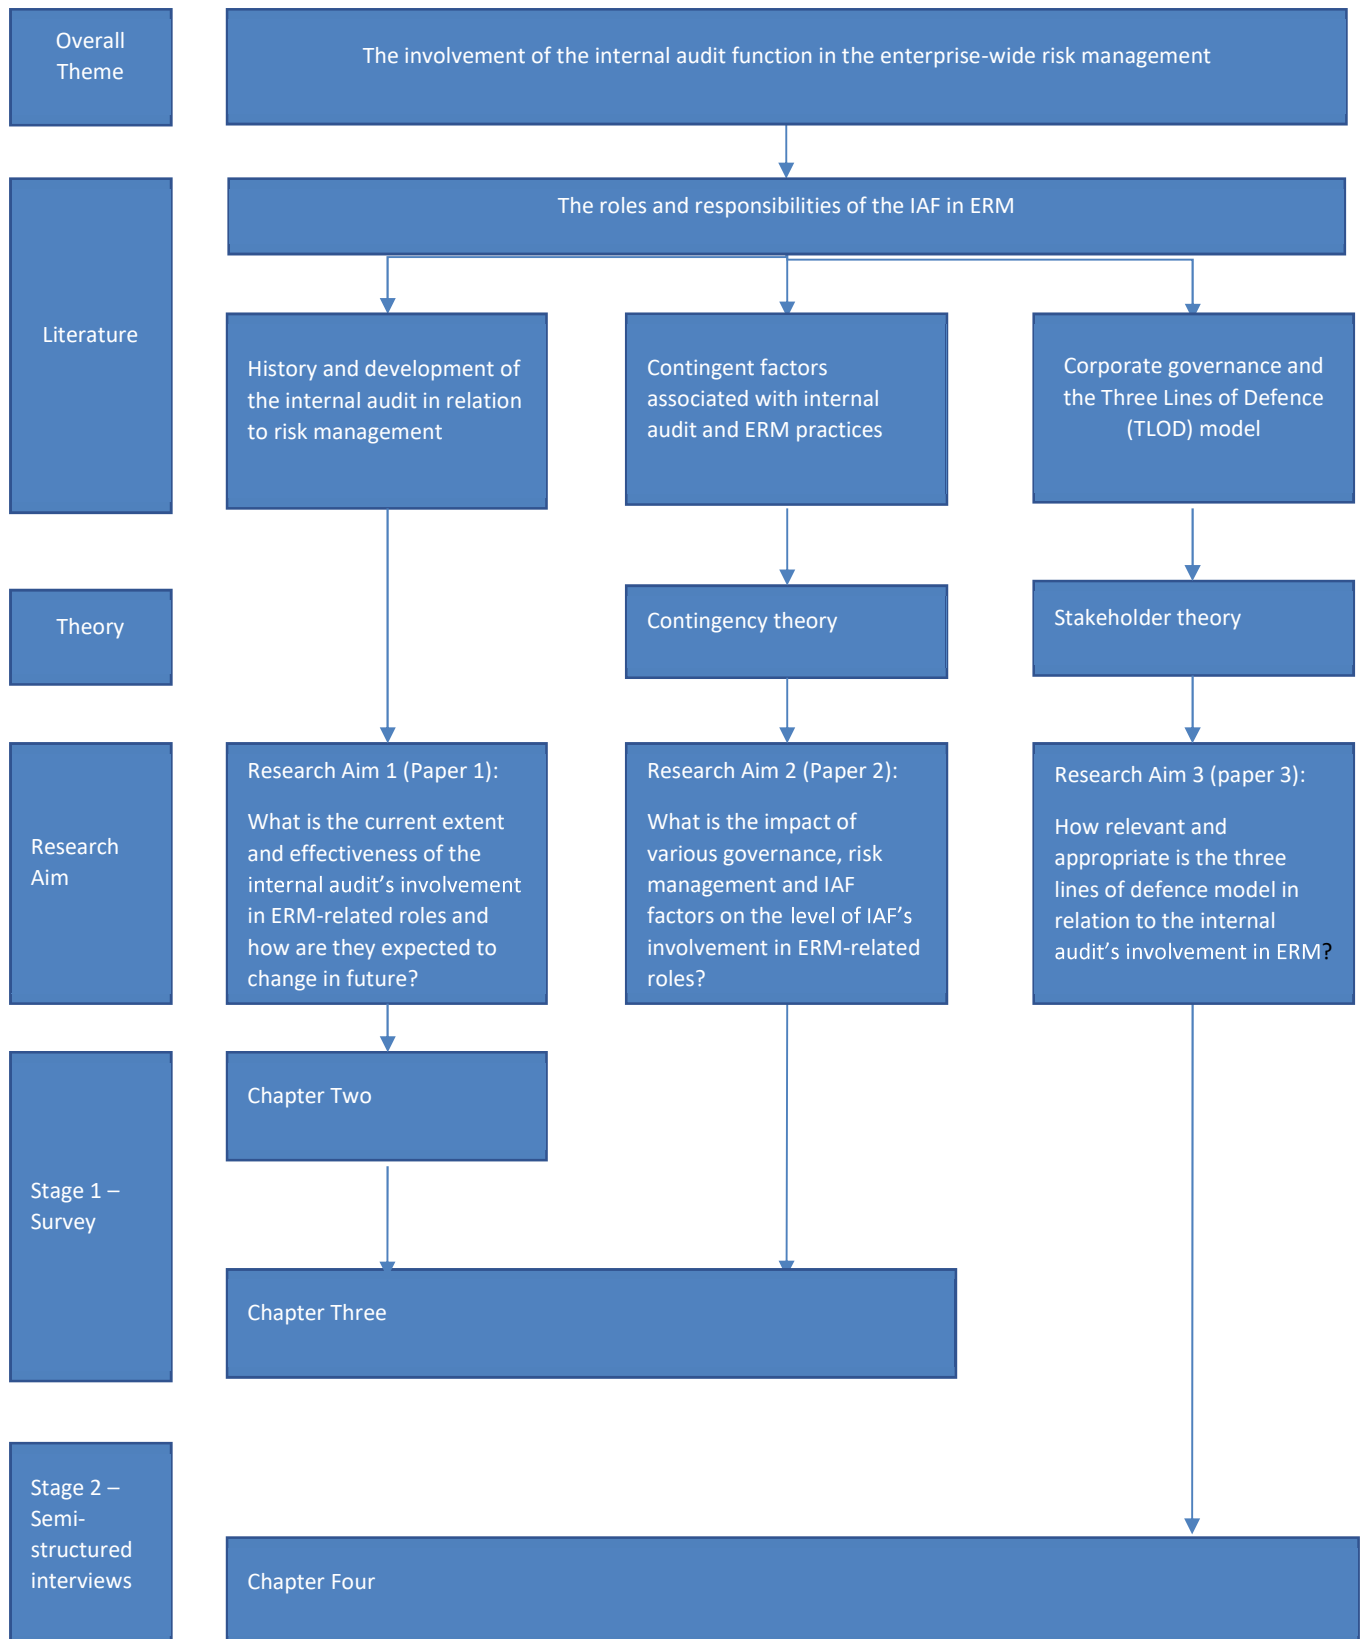 Overall
Theme
The involvement of the internal audit function in the enterprise-wide risk management
Literature
The roles and responsibilities of the IAF in ERM
History and development of
the internal audit in relation
to risk management
Contingent factors
associated with internal
audit and ERM practices
Corporate governance and
the Three Lines of Defence
(TLOD) model
Theory
Contingency theory
Stakeholder theory
Research
Aim
Research Aim 1 (Paper 1):
What is the current extent
and effectiveness of the
internal audit’s involvement
in ERM-related roles and
how are they expected to
change in future?
Research Aim 2 (Paper 2):
What is the impact of
various governance, risk
management and IAF
factors on the level of IAF’s
involvement in ERM-related
roles?
Research Aim 3 (paper 3):
How relevant and
appropriate is the three
lines of defence model in
relation to the internal
audit’s involvement in ERM?
Stage 1 –
Survey
Chapter Two
Chapter Three
Stage 2 –
Semi-
structured
interviews
Chapter Four